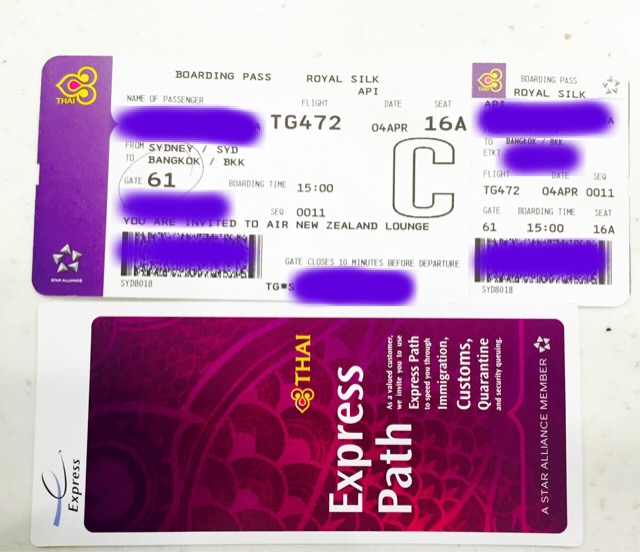 THAI
BOARDING PASS ROYAL SILK
API
NAME OF PASSENGER
FLIGHT DATE SEAT
TG472 04APR 16A
FROM SYDNEY / SYD
TO BANGKOK / BKK
C
GATE 61 BOARDING TIME 15:00
SEQ 0011
YOU ARE INVITED TO AIR NEW ZEALAND LOUNGE
GATE CLOSES 10 MINUTES BEFORE DEPARTURE
SYD8018
TG*S
STAR ALLIANCE
BOARDING PASS
ROYAL SILK
API
TO BANGKOK / BKK
ETKT
FLIGHT DATE SEQ
TG472 04APR 0011
GATE BOARDING TIME SEAT
61 15:00 16A
SYD8018
Express
THAI
Express
Path
As a valued customer,
we invite you to use
Express Path
to speed you through
Immigration,
Customs,
Quarantine
and security queuing.
A STAR ALLIANCE MEMBER